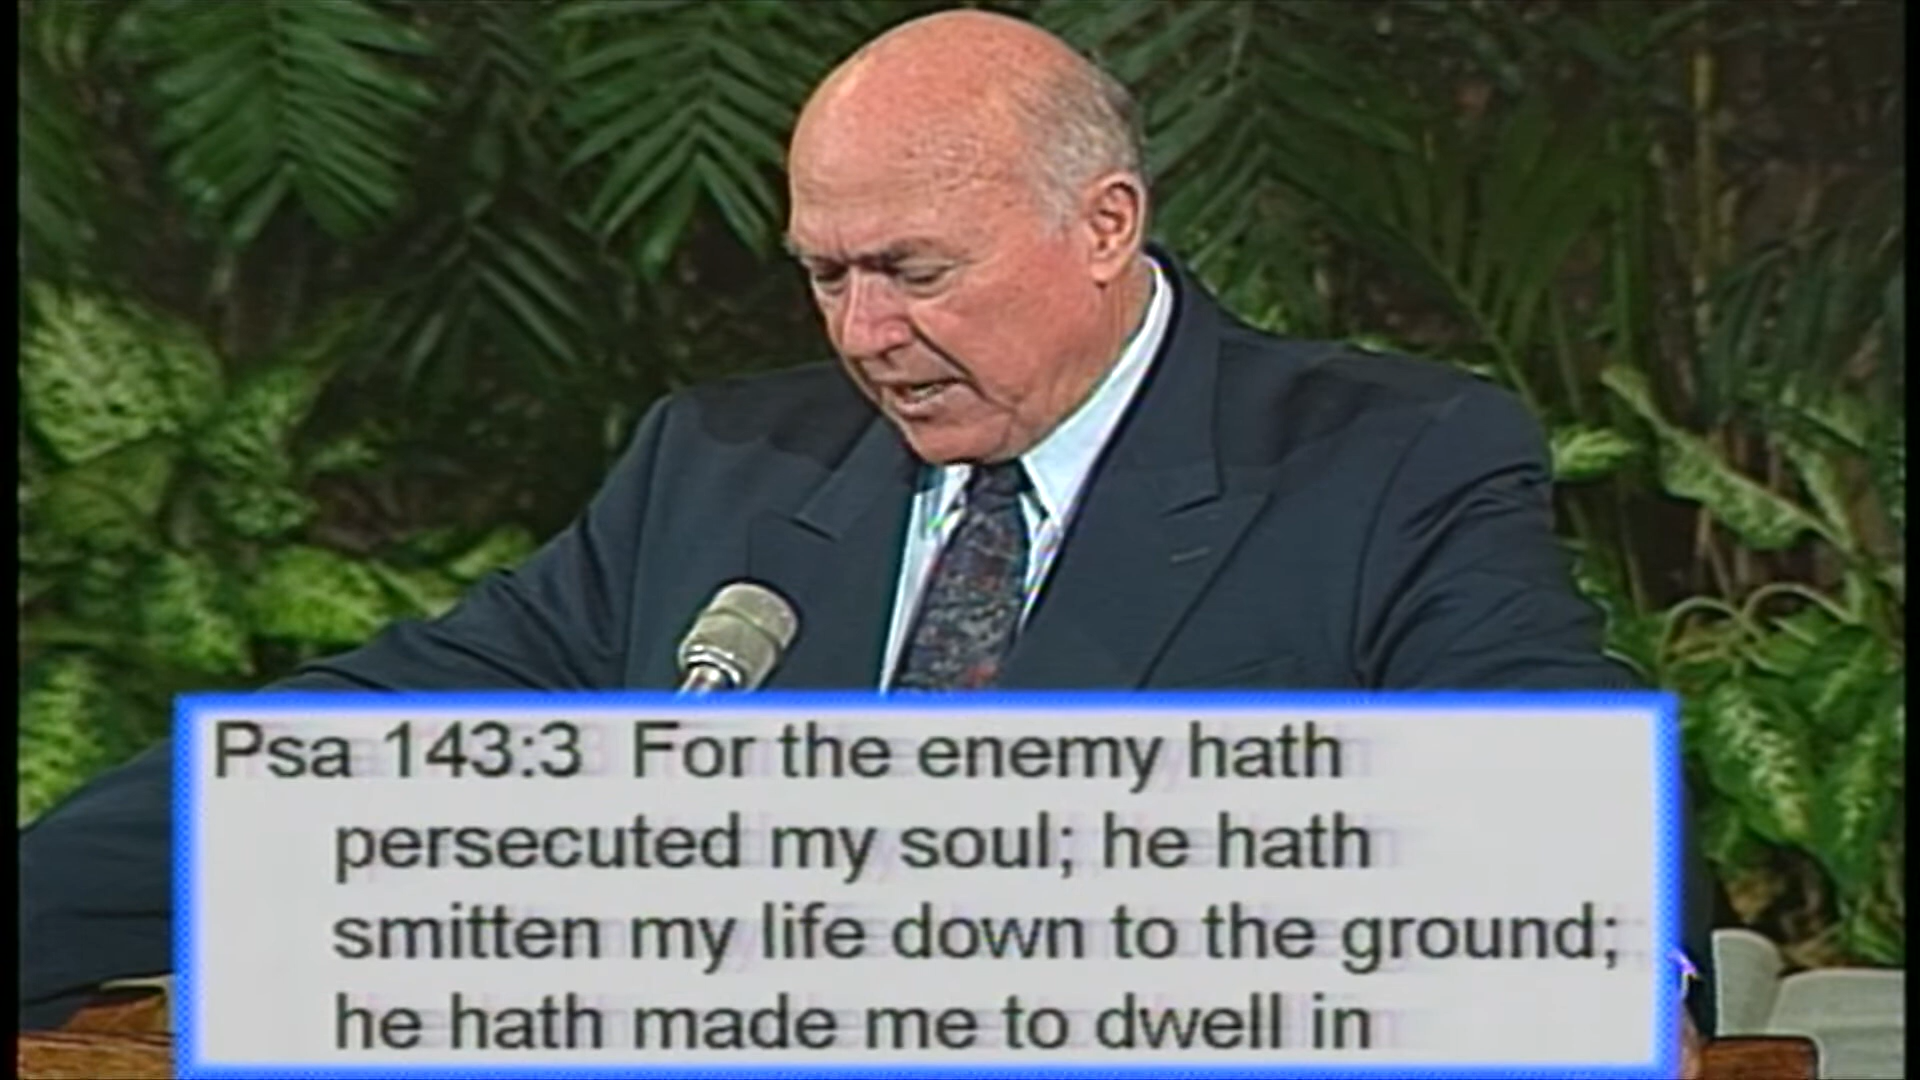 Psa 143:3 For the enemy hath
persecuted my soul; he hath
smitten my life down to the ground;
he hath made me to dwell in